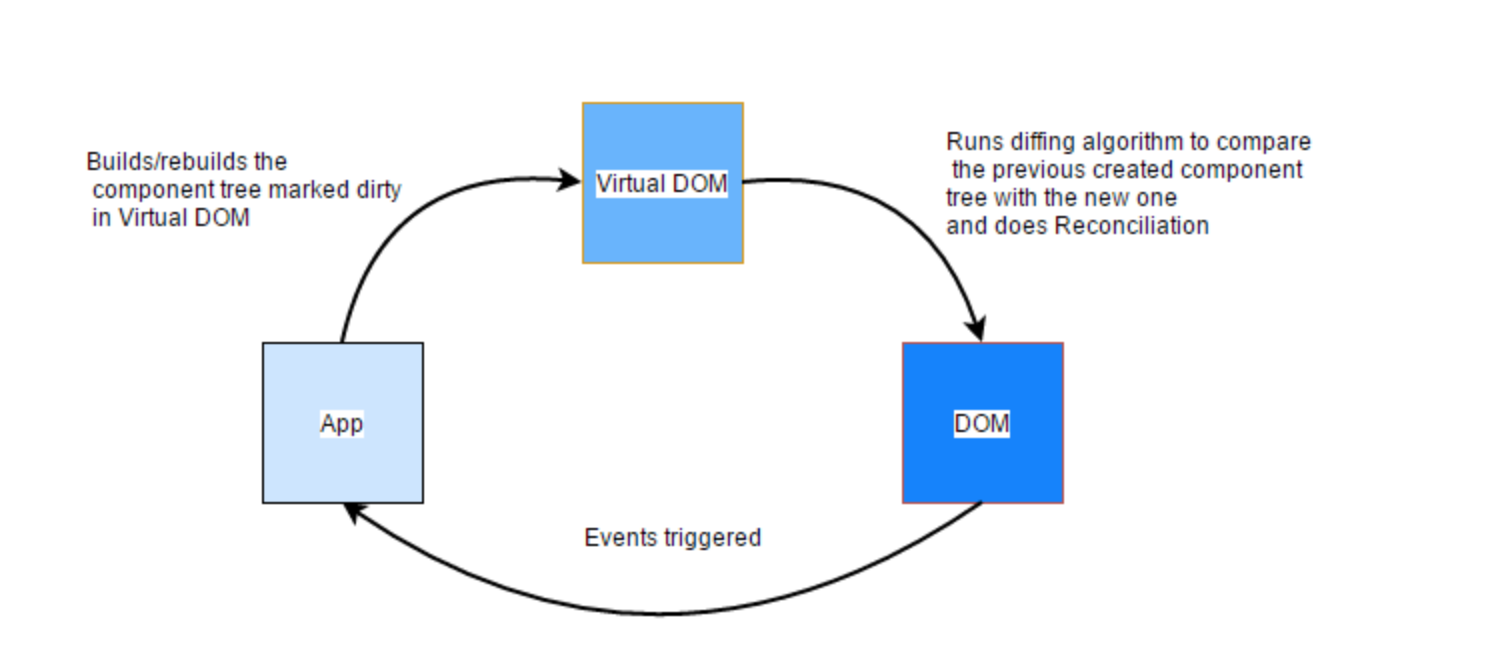 Builds/rebuilds the
component tree marked dirty
in Virtual DOM
Virtual DOM
Runs diffing algorithm to compare
the previous created component
tree with the new one
and does Reconciliation
App
DOM
Events triggered